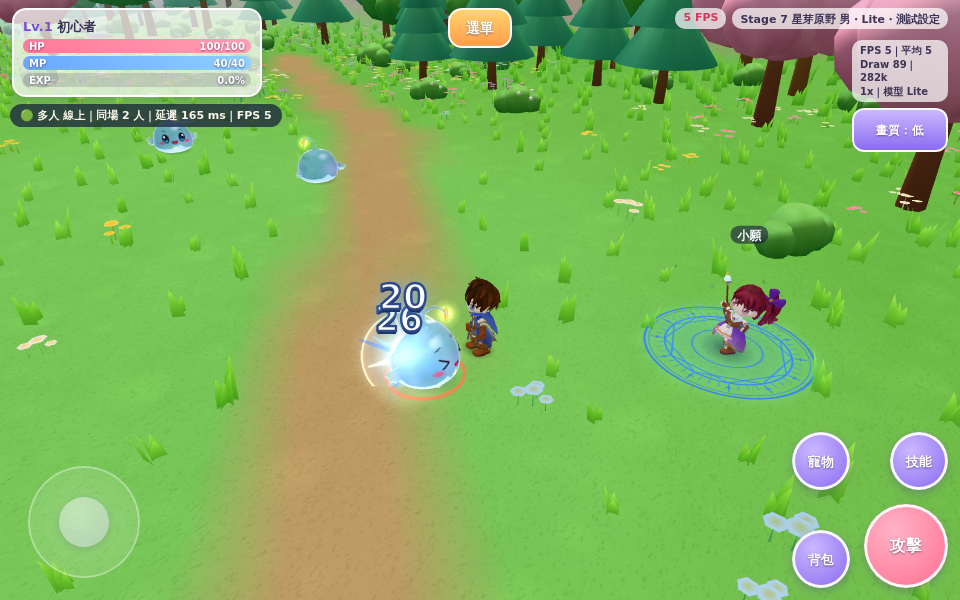 Lv.1 初心者
HP 100/100
MP 40/40
EXP 0.0%
🟢 多人 線上 | 同場 2 人 | 延遲 165 ms | FPS 5
選單
5 FPS
Stage 7 星芽原野 男・Lite・測試設定
FPS 5 | 平均 5
Draw 89 |
282k
1x | 模型 Lite
畫質：低
小願
20
26
寵物
技能
攻擊
背包